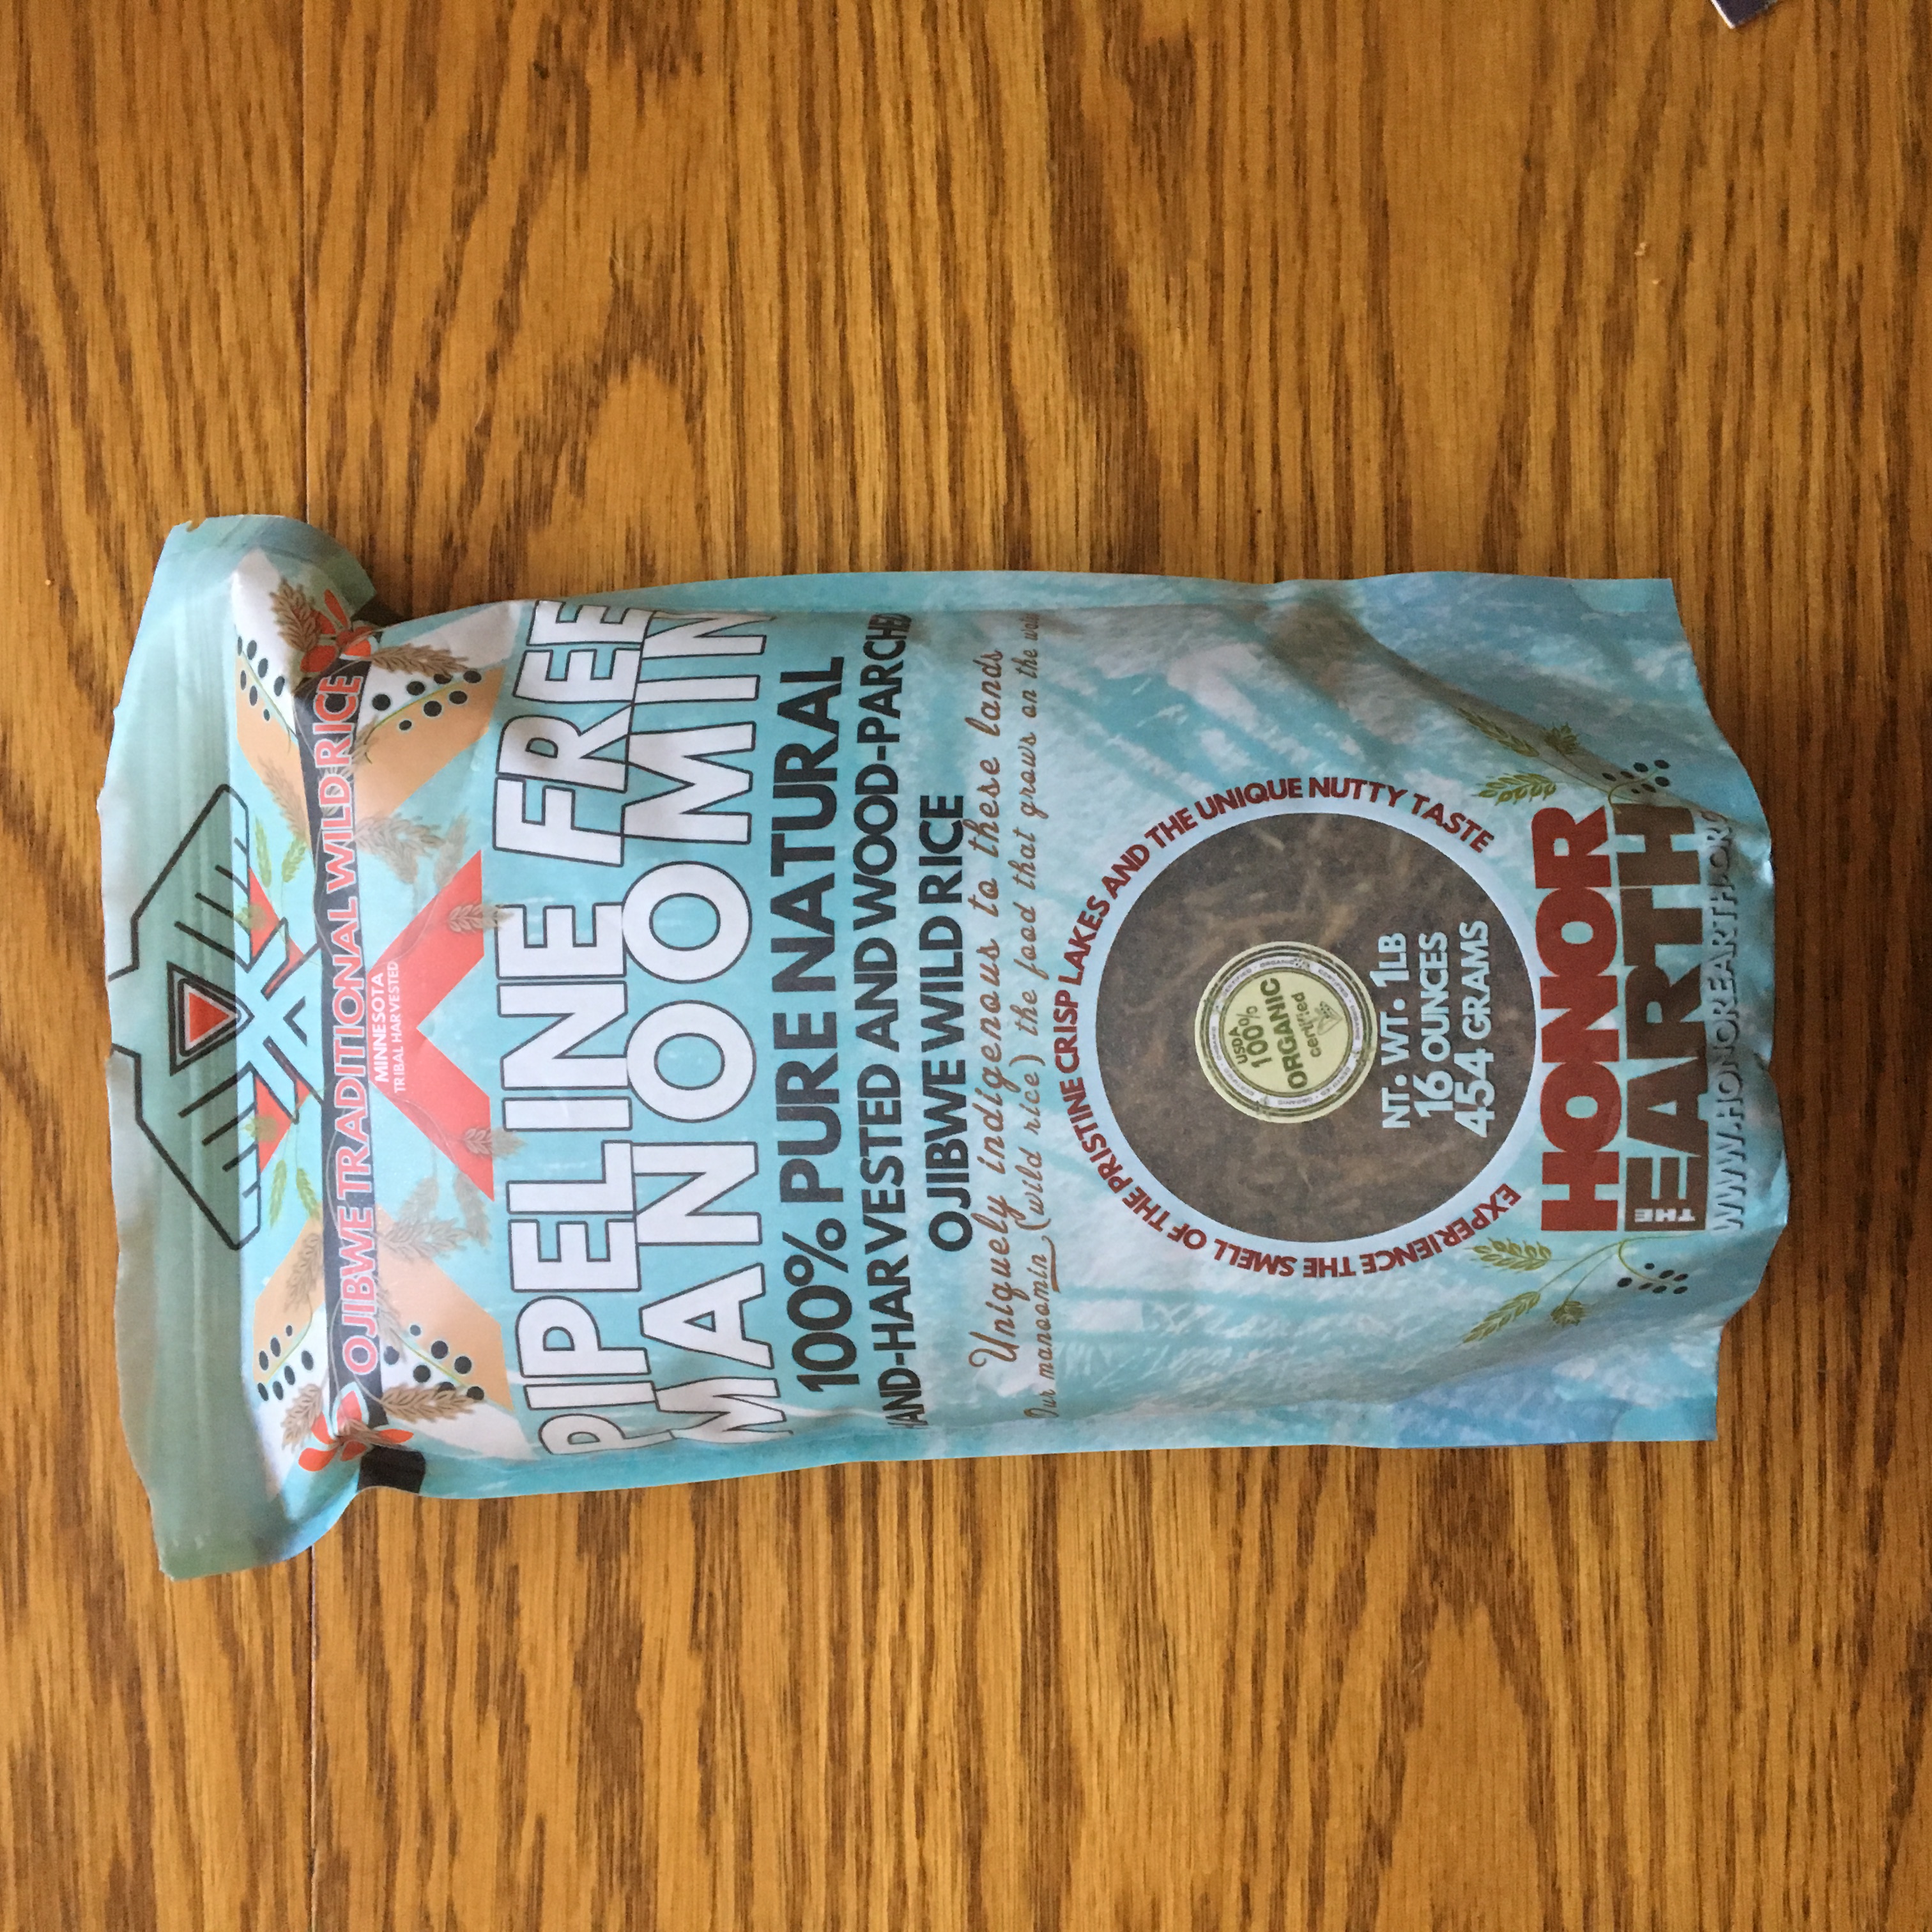 OJIBWE TRADITIONAL WILD RICE
MINNESOTA
TRIBAL HARVESTED
PIPELINE FREE
MANOOMIN
100% PURE NATURAL
AND-HARVESTED AND WOOD-PARCHED
OJIBWE WILD RICE
Uniquely indigenous to these lands
Our manoomin (wild rice) the food that grows on the
EXPERIENCE THE SMELL OF THE PRISTINE CRISP LAKES AND THE UNIQUE NUTTY TASTE
USDA
100%
ORGANIC
certified
NT. WT. 1LB
16 OUNCES
454 GRAMS
HONOR
THE EARTH
WWW.HONOREARTH.ORG